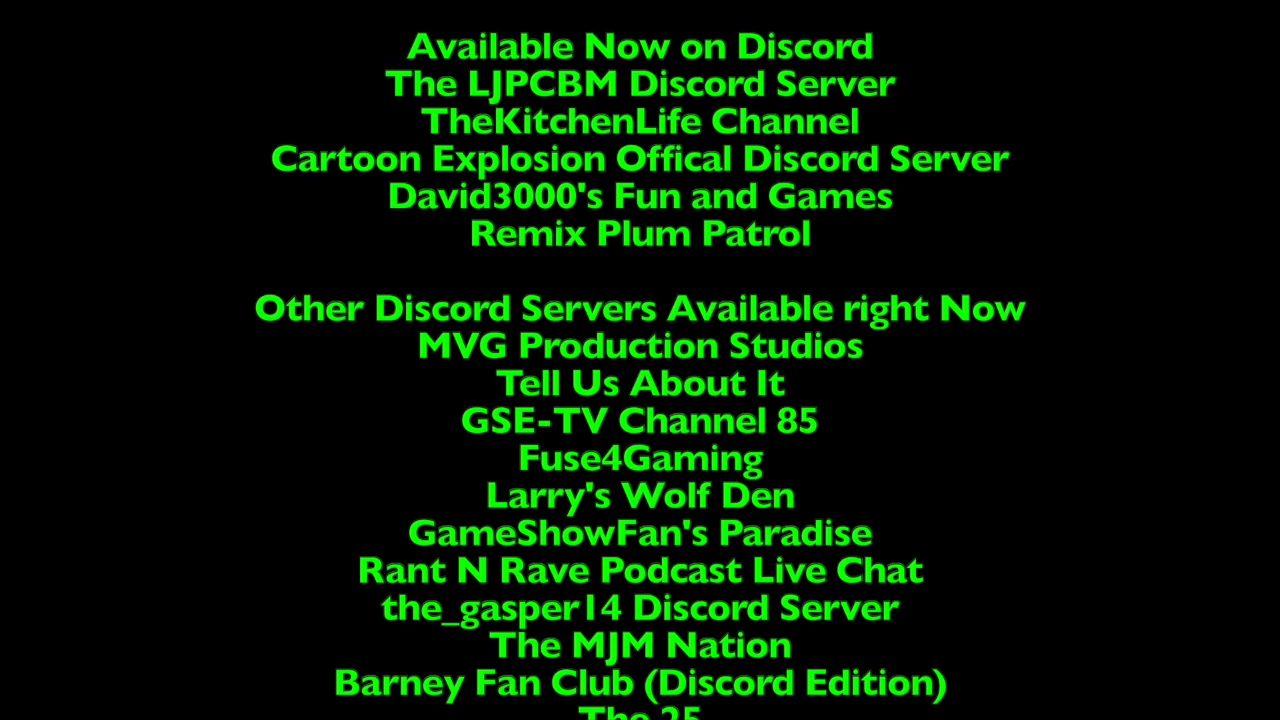 Available Now on Discord
The LJPCBM Discord Server
TheKitchenLife Channel
Cartoon Explosion Offical Discord Server
David3000's Fun and Games
Remix Plum Patrol
Other Discord Servers Available right Now
MVG Production Studios
Tell Us About It
GSE-TV Channel 85
Fuse4Gaming
Larry's Wolf Den
GameShowFan's Paradise
Rant N Rave Podcast Live Chat
the_gasper14 Discord Server
The MJM Nation
Barney Fan Club (Discord Edition)
The 25